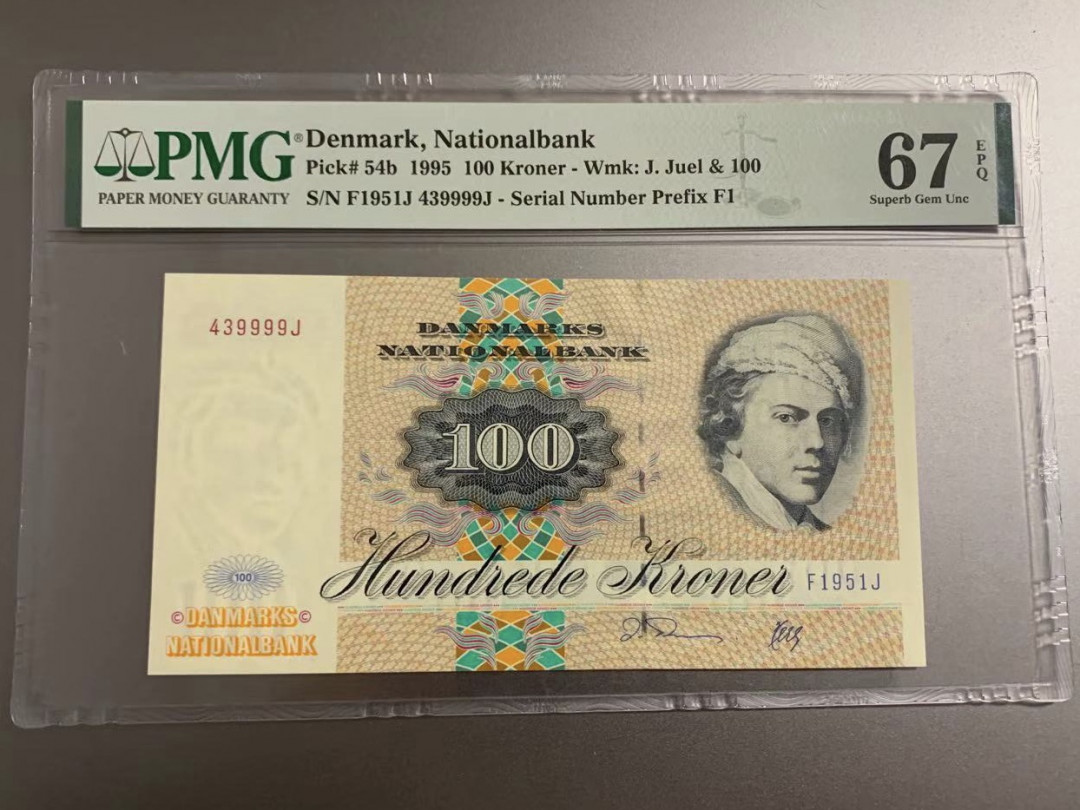 PMG®
PAPER MONEY GUARANTY
Denmark, Nationalbank
Pick# 54b 1995 100 Kroner - Wmk: J. Juel & 100
S/N F1951J 439999J - Serial Number Prefix F1
67
EPQ
Superb Gem Unc
439999J
DANMARKS
NATIONALBANK
100
Hundrede Kroner
F1951J
100
©DANMARKS©
NATIONALBANK